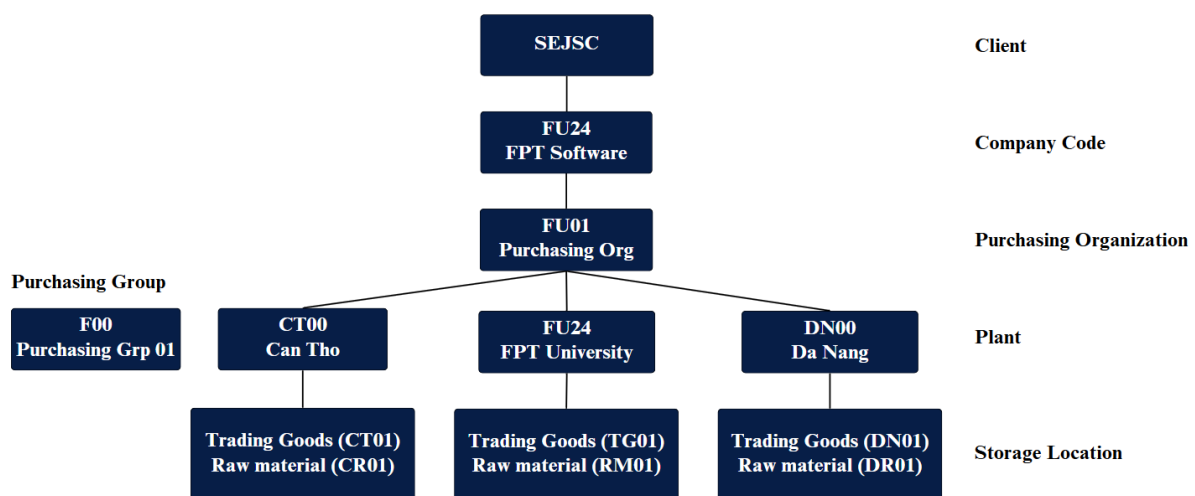 SEJSC
Client
FU24
FPT Software
Company Code
FU01
Purchasing Org
Purchasing Organization
Purchasing Group
F00
Purchasing Grp 01
CT00
Can Tho
FU24
FPT University
DN00
Da Nang
Plant
Trading Goods (CT01)
Raw material (CR01)
Trading Goods (TG01)
Raw material (RM01)
Trading Goods (DN01)
Raw material (DR01)
Storage Location